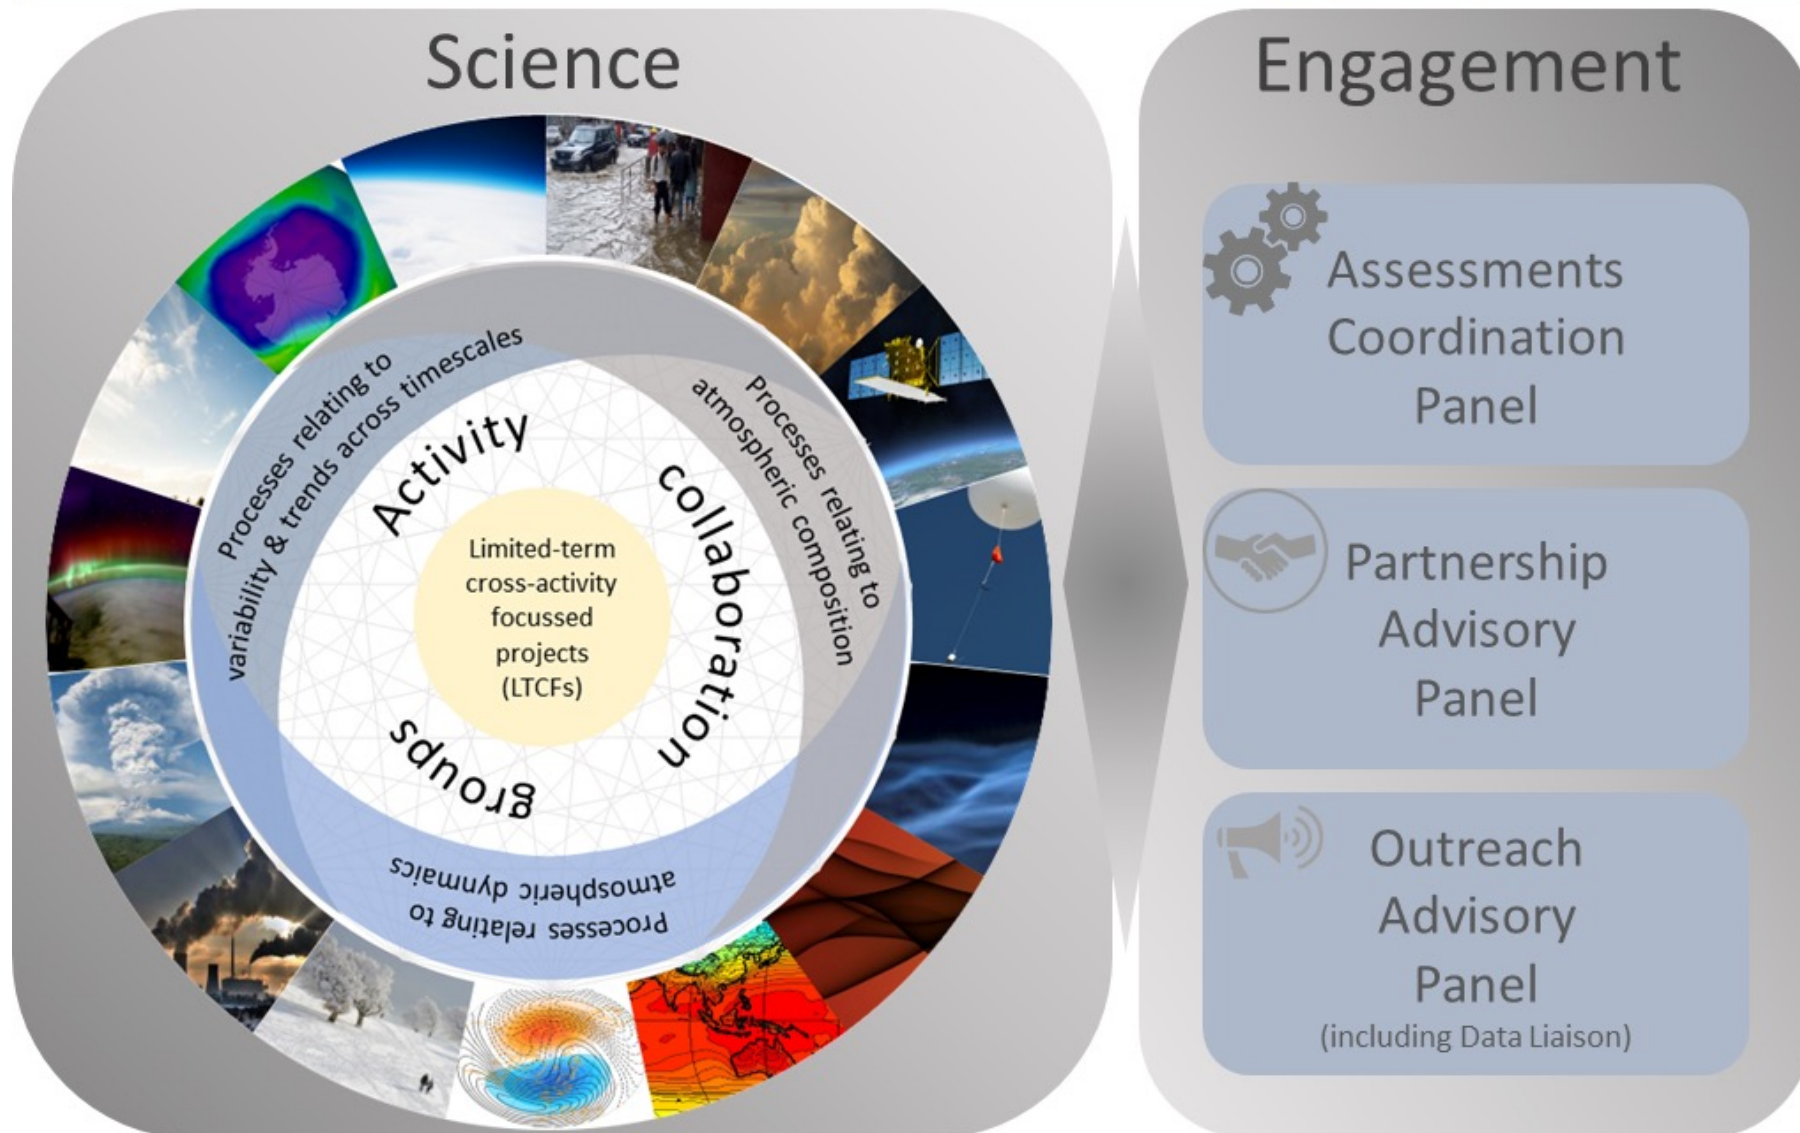 Science
Processes relating to
variability & trends across timescales
Processes relating to
atmospheric composition
Processes relating to
atmospheric dynmaics
Activity
collaboration
groups
Limited-term
cross-activity
focussed
projects
(LTCFs)
Engagement
Assessments
Coordination
Panel
Partnership
Advisory
Panel
Outreach
Advisory
Panel
(including Data Liaison)